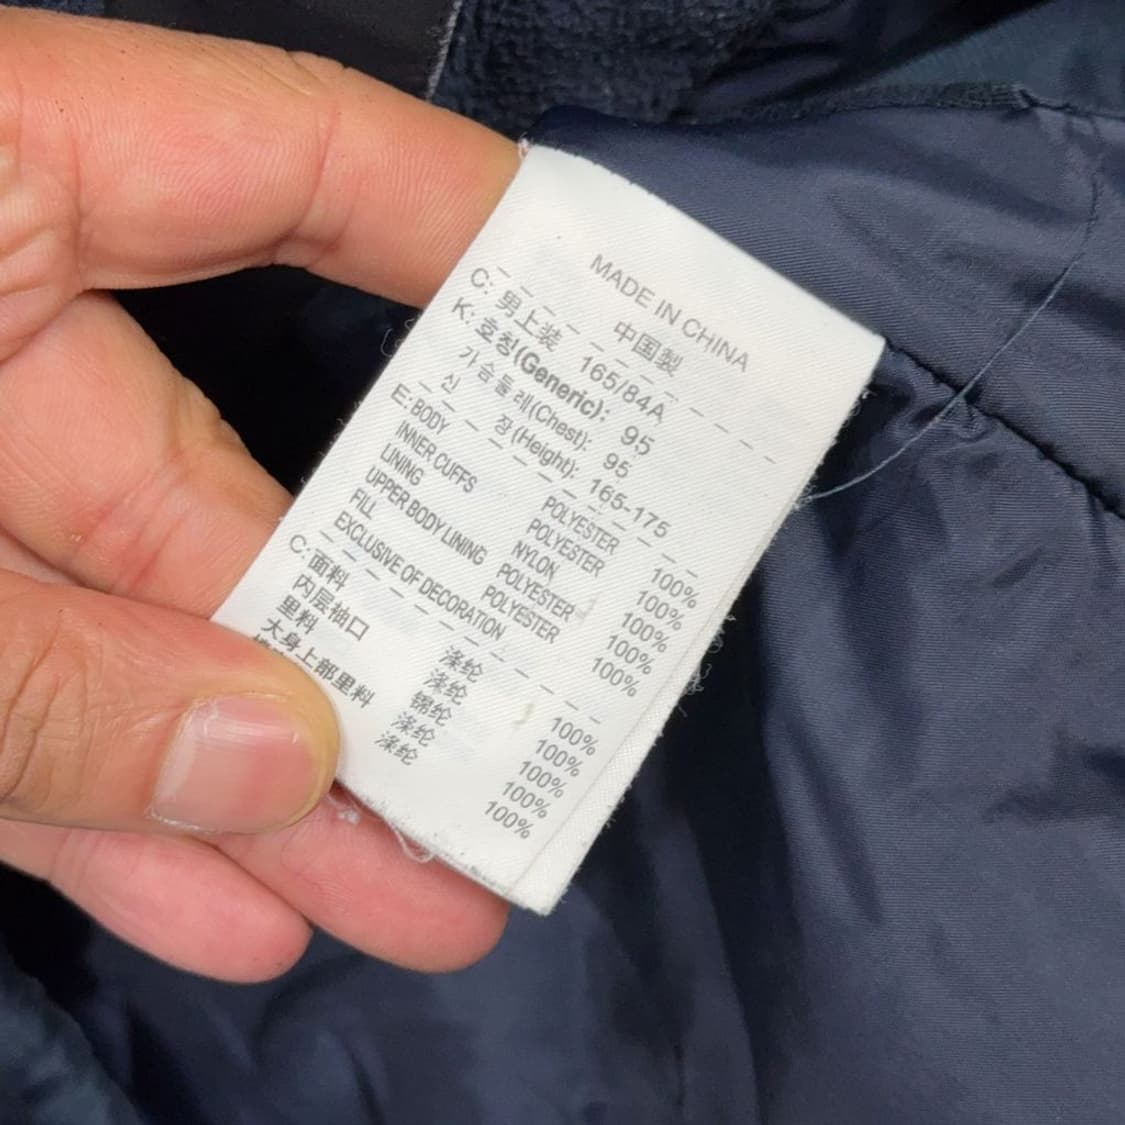 MADE IN CHINA
中国製
C: 男上装 165/84A
K: 호칭(Generic): 95
가슴둘레(Chest): 95
신 장(Height): 165-175
E: BODY POLYESTER 100%
INNER CUFFS POLYESTER 100%
LINING NYLON 100%
UPPER BODY LINING POLYESTER 100%
FILL POLYESTER 100%
EXCLUSIVE OF DECORATION
C: 面料 涤纶 100%
内层袖口 涤纶 100%
里料 锦纶 100%
大身上部里料 涤纶 100%
涤纶 100%